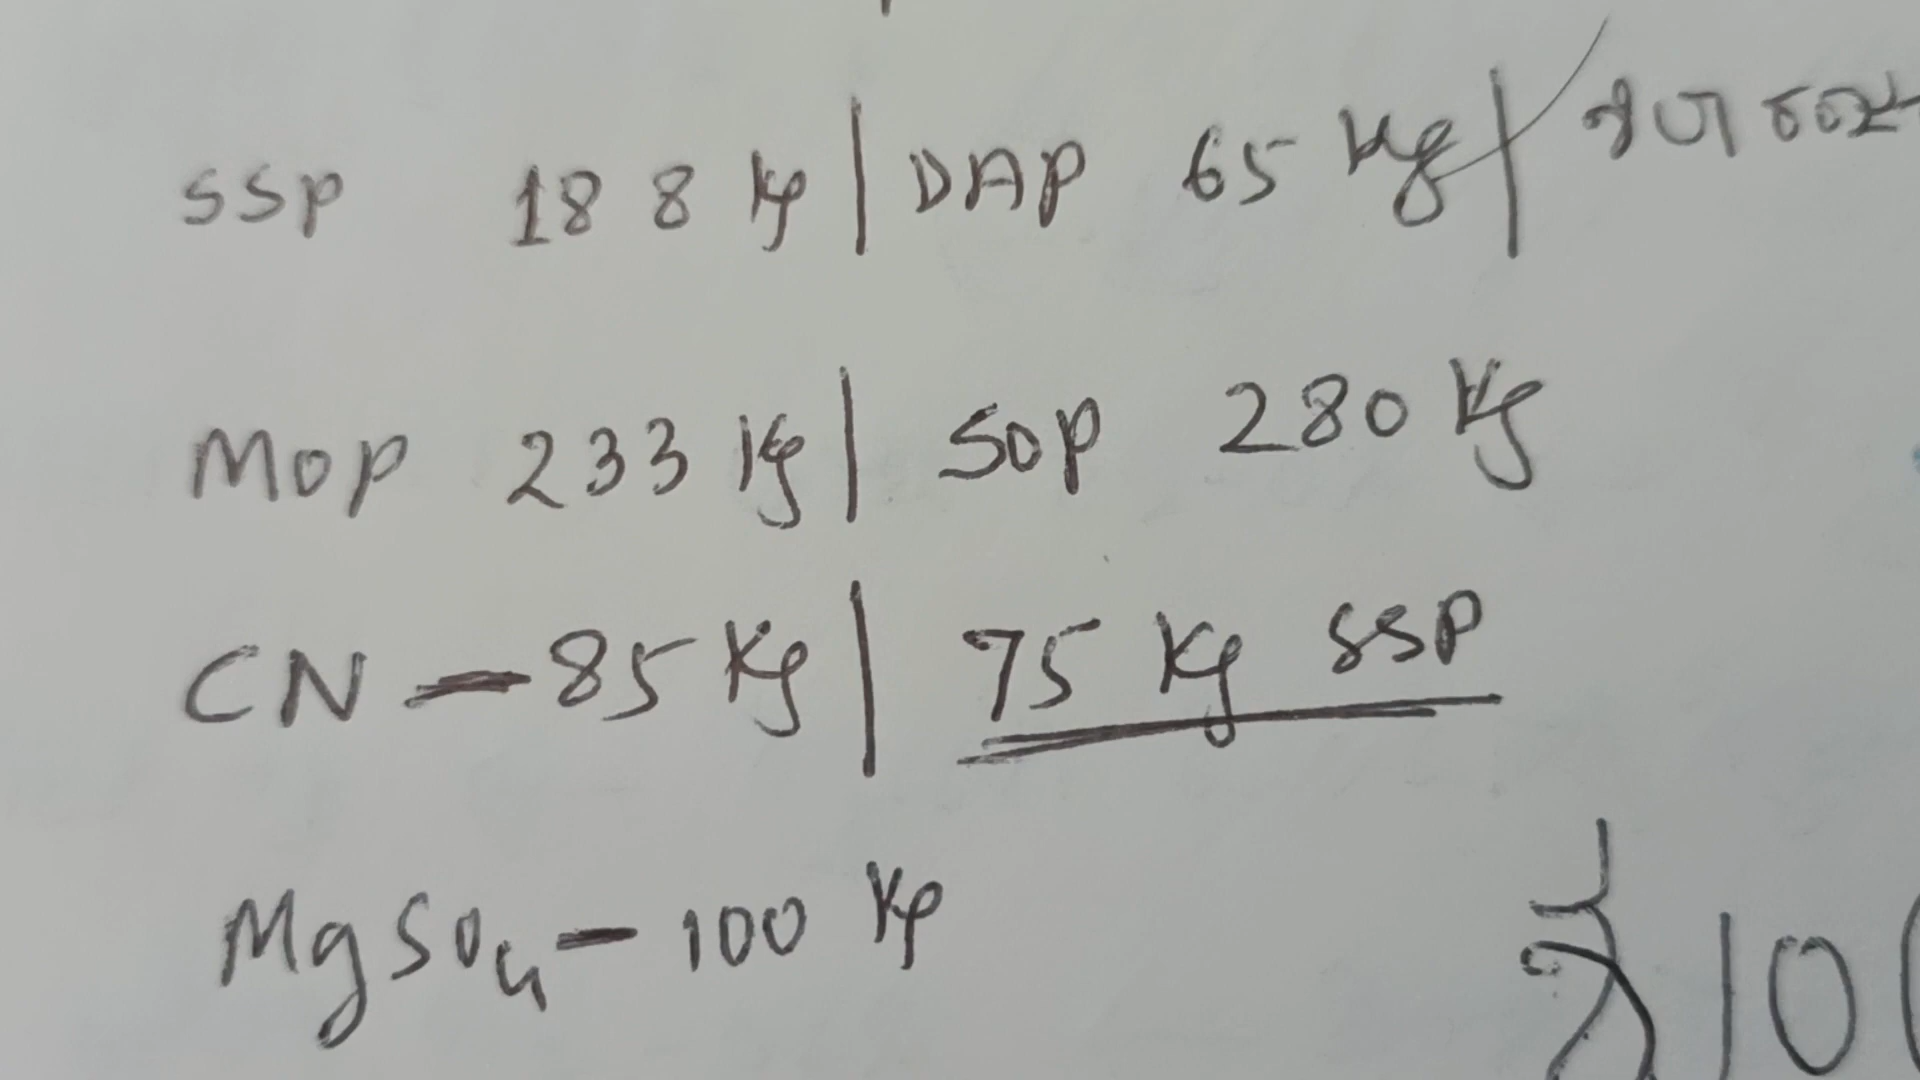 SSP 188 Kg | DAP 65 Kg |
MOP 233 Kg | SOP 280 Kg
CN - 85 Kg | 75 Kg SSP
MgSO4 - 100 Kg